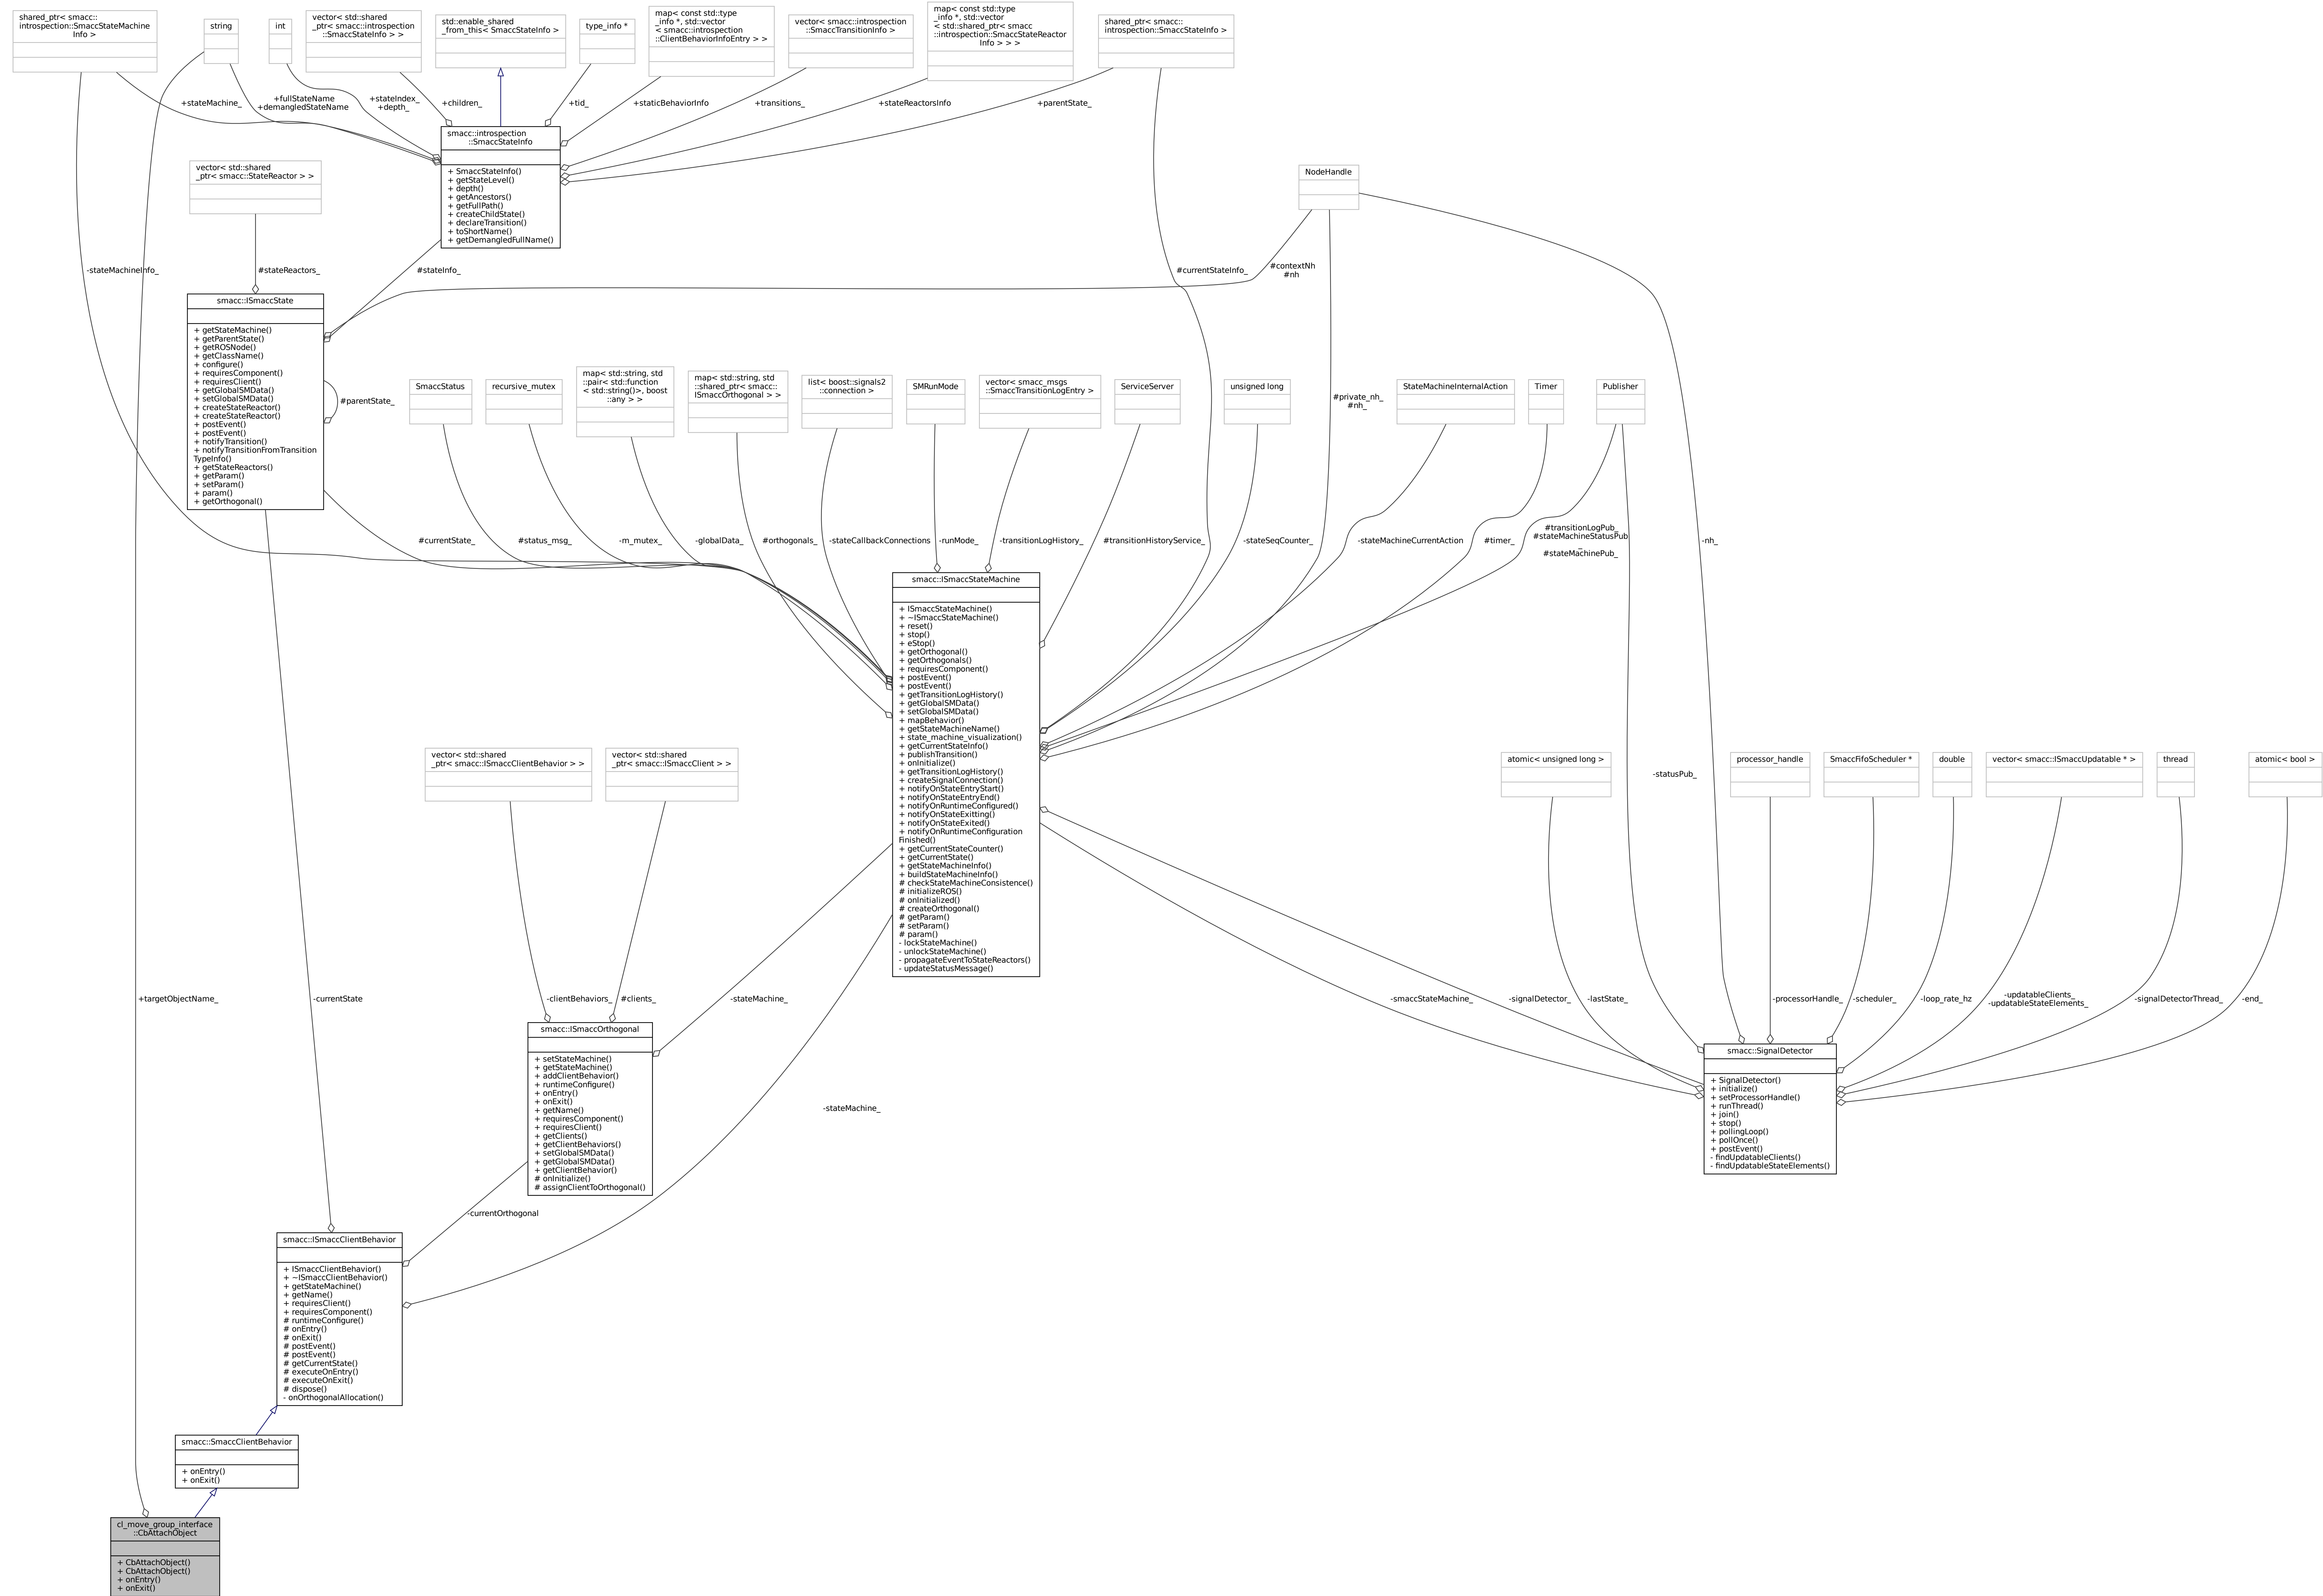 shared_ptr< smacc::
introspection::SmaccStateMachine
Info >
string
int
vector< std::shared
_ptr< smacc::introspection
::SmaccStateInfo > >
std::enable_shared
_from_this< SmaccStateInfo >
type_info *
map< const std::type
_info *, std::vector
< smacc::introspection
::ClientBehaviorInfoEntry > >
vector< smacc::introspection
::SmaccTransitionInfo >
map< const std::type
_info *, std::vector
< std::shared_ptr< smacc
::introspection::SmaccStateReactor
Info > > >
shared_ptr< smacc::
introspection::SmaccStateInfo >
+stateMachine_
+fullStateName
+demangledStateName
+stateIndex_
+depth_
+children_
+tid_
+staticBehaviorInfo
+transitions_
+stateReactorsInfo
+parentState_
smacc::introspection
::SmaccStateInfo
+ SmaccStateInfo()
+ getStateLevel()
+ depth()
+ getAncestors()
+ getFullPath()
+ createChildState()
+ declareTransition()
+ toShortName()
+ getDemangledFullName()
vector< std::shared
_ptr< smacc::StateReactor > >
NodeHandle
-stateMachineInfo_
#stateReactors_
#stateInfo_
#currentStateInfo_
#contextNh
#nh
smacc::ISmaccState
+ getStateMachine()
+ getParentState()
+ getROSNode()
+ getClassName()
+ configure()
+ requiresComponent()
+ requiresClient()
+ getGlobalSMData()
+ setGlobalSMData()
+ createStateReactor()
+ createStateReactor()
+ postEvent()
+ postEvent()
+ notifyTransition()
+ notifyTransitionFromTransition
TypeInfo()
+ getStateReactors()
+ getParam()
+ setParam()
+ param()
+ getOrthogonal()
#parentState_
SmaccStatus
recursive_mutex
map< std::string, std
::pair< std::function
< std::string()>, boost
::any > >
map< std::string, std
::shared_ptr< smacc::
ISmaccOrthogonal > >
list< boost::signals2
::connection >
SMRunMode
vector< smacc_msgs
::SmaccTransitionLogEntry >
ServiceServer
unsigned long
#private_nh_
#nh_
StateMachineInternalAction
Timer
Publisher
#currentState_
#status_msg_
-m_mutex_
-globalData_
#orthogonals_
-stateCallbackConnections
-runMode_
-transitionLogHistory_
#transitionHistoryService_
-stateSeqCounter_
-stateMachineCurrentAction
#timer_
#transitionLogPub_
#stateMachineStatusPub
_
#stateMachinePub_
-nh_
smacc::ISmaccStateMachine
+ ISmaccStateMachine()
+ ~ISmaccStateMachine()
+ reset()
+ stop()
+ eStop()
+ getOrthogonal()
+ getOrthogonals()
+ requiresComponent()
+ postEvent()
+ postEvent()
+ getTransitionLogHistory()
+ getGlobalSMData()
+ setGlobalSMData()
+ mapBehavior()
+ getStateMachineName()
+ state_machine_visualization()
+ getCurrentStateInfo()
+ publishTransition()
+ onInitialize()
+ getTransitionLogHistory()
+ createSignalConnection()
+ notifyOnStateEntryStart()
+ notifyOnStateEntryEnd()
+ notifyOnRuntimeConfigured()
+ notifyOnStateExitting()
+ notifyOnStateExited()
+ notifyOnRuntimeConfiguration
Finished()
+ getCurrentStateCounter()
+ getCurrentState()
+ getStateMachineInfo()
+ buildStateMachineInfo()
# checkStateMachineConsistence()
# initializeROS()
# onInitialized()
# createOrthogonal()
# getParam()
# setParam()
# param()
- lockStateMachine()
- unlockStateMachine()
- propagateEventToStateReactors()
- updateStatusMessage()
vector< std::shared
_ptr< smacc::ISmaccClientBehavior > >
vector< std::shared
_ptr< smacc::ISmaccClient > >
atomic< unsigned long >
-statusPub_
processor_handle
SmaccFifoScheduler *
double
vector< smacc::ISmaccUpdatable * >
thread
atomic< bool >
+targetObjectName_
-currentState
-clientBehaviors_
#clients_
-stateMachine_
-smaccStateMachine_
-signalDetector_
-lastState_
-processorHandle_
-scheduler_
-loop_rate_hz
-updatableClients_
-updatableStateElements_
-signalDetectorThread_
-end_
smacc::ISmaccOrthogonal
+ setStateMachine()
+ getStateMachine()
+ addClientBehavior()
+ runtimeConfigure()
+ onEntry()
+ onExit()
+ getName()
+ requiresComponent()
+ requiresClient()
+ getClients()
+ getClientBehaviors()
+ setGlobalSMData()
+ getGlobalSMData()
+ getClientBehavior()
# onInitialize()
# assignClientToOrthogonal()
smacc::SignalDetector
+ SignalDetector()
+ initialize()
+ setProcessorHandle()
+ runThread()
+ join()
+ stop()
+ pollingLoop()
+ pollOnce()
+ postEvent()
- findUpdatableClients()
- findUpdatableStateElements()
-stateMachine_
-currentOrthogonal
smacc::ISmaccClientBehavior
+ ISmaccClientBehavior()
+ ~ISmaccClientBehavior()
+ getStateMachine()
+ getName()
+ requiresClient()
+ requiresComponent()
# runtimeConfigure()
# onEntry()
# onExit()
# postEvent()
# postEvent()
# getCurrentState()
# executeOnEntry()
# executeOnExit()
# dispose()
- onOrthogonalAllocation()
smacc::SmaccClientBehavior
+ onEntry()
+ onExit()
cl_move_group_interface
::CbAttachObject
+ CbAttachObject()
+ CbAttachObject()
+ onEntry()
+ onExit()